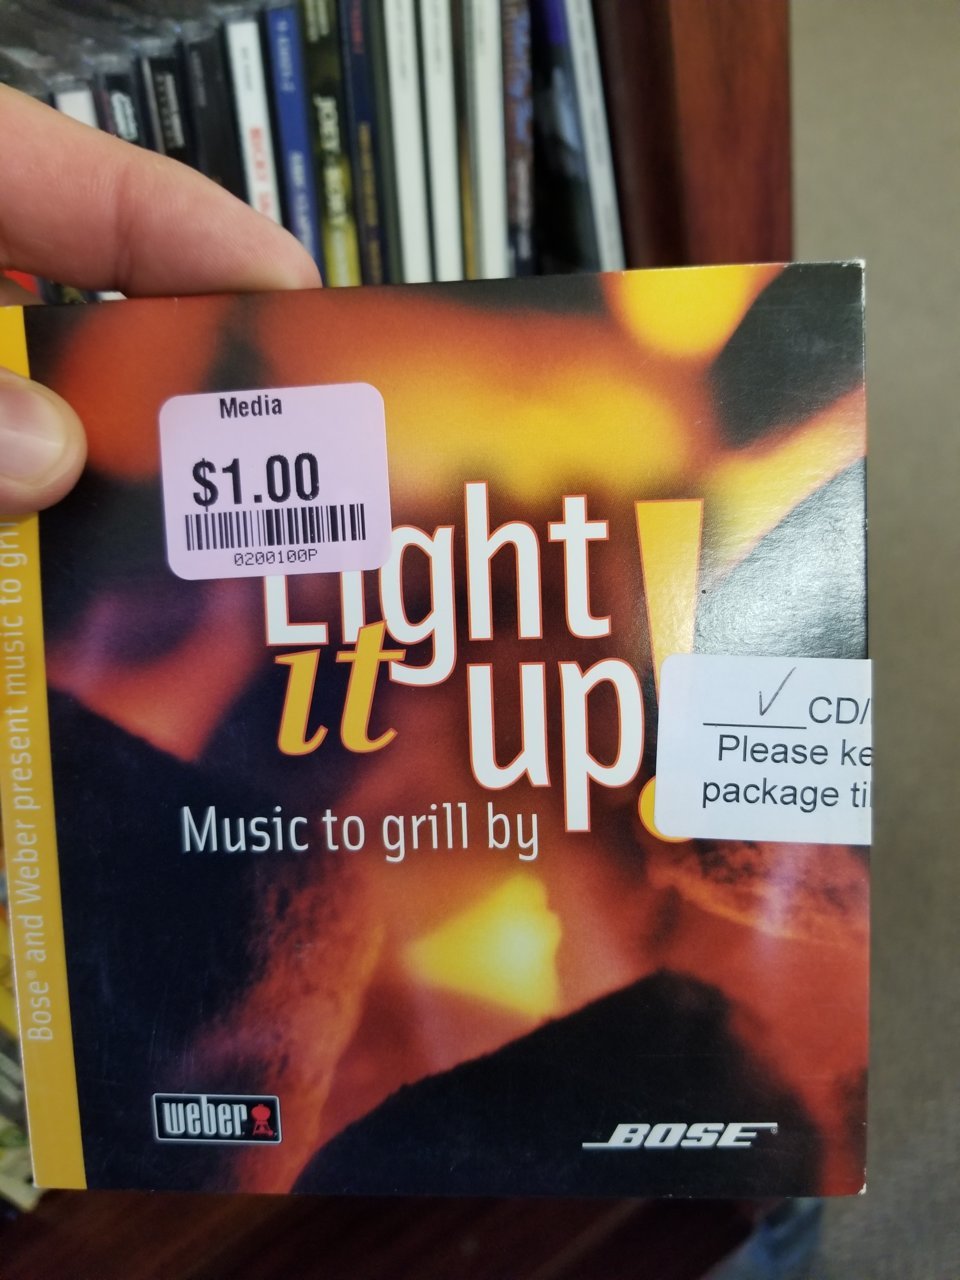 Media
$1.00
0200100P
Light
it
up!
Music to grill by
CD/
Please ke
package ti
Bose® and Weber present music to gri
weber
BOSE®